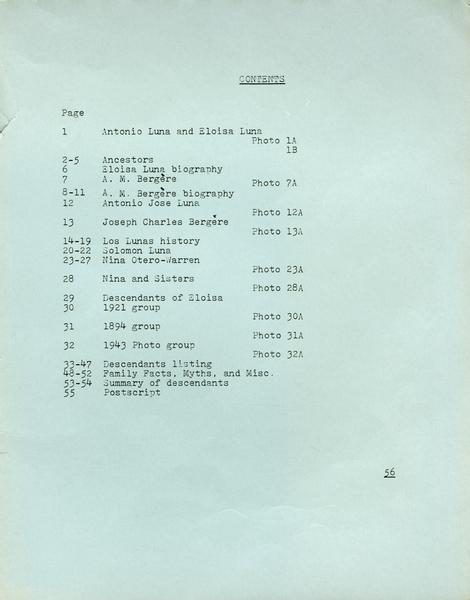 CONTENTS
Page
1 Antonio Luna and Eloisa Luna
Photo 1A
1B
2-5 Ancestors
6 Eloisa Luna biography
7 A. M. Bergère
Photo 7A
8-11 A. M. Bergère biography
12 Antonio Jose Luna
Photo 12A
13 Joseph Charles Bergére
Photo 13A
14-19 Los Lunas history
20-22 Solomon Luna
23-27 Nina Otero-Warren
Photo 23A
28 Nina and Sisters
Photo 28A
29 Descendants of Eloisa
30 1921 group
Photo 30A
31 1894 group
Photo 31A
32 1943 Photo group
Photo 32A
33-47 Descendants listing
48-52 Family Facts, Myths, and Misc.
53-54 Summary of descendants
55 Postscript
56